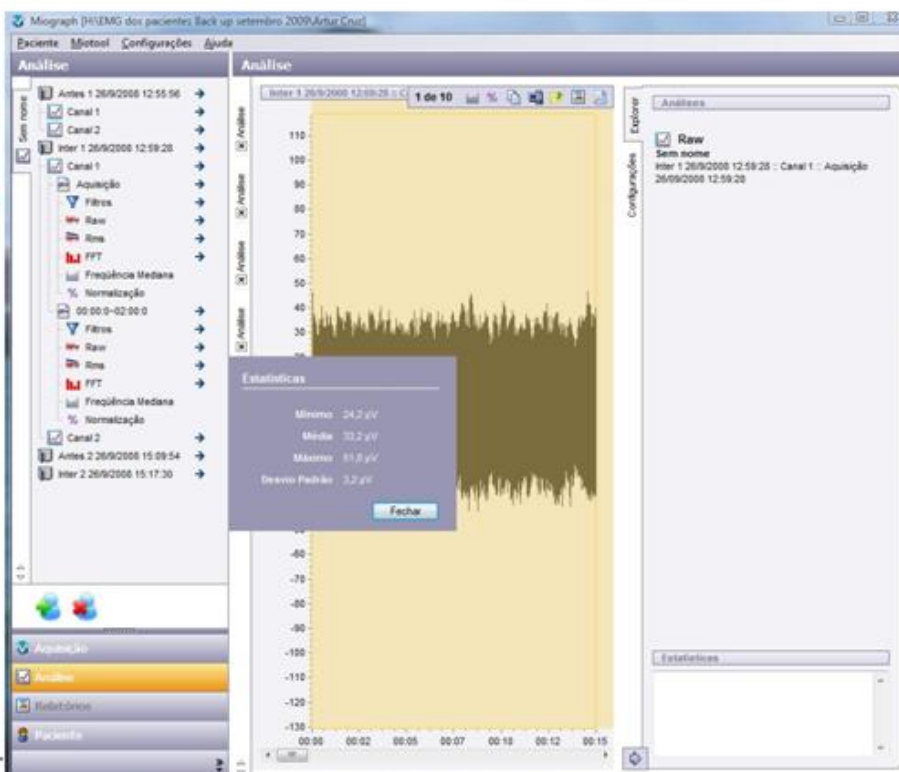 Miograph [H:\EMG dos pacientes Back up setembro 2009\Artur Cruz]
Paciente Miotool Configurações Ajuda
Análise
Sem nome
Antes 1 26/9/2008 12:55:56
Canal 1
Canal 2
Inter 1 26/9/2008 12:59:28
Canal 1
Aquisição
Filtros
Raw
Rms
FFT
Freqüência Mediana
Normalização
00:00:0~02:00:0
Filtros
Raw
Rms
FFT
Freqüência Mediana
Normalização
Canal 2
Antes 2 26/9/2008 15:09:54
Inter 2 26/9/2008 15:17:30
Aquisição
Análise
Relatórios
Paciente
Análise
Análise
Análise
Análise
Análise
Inter 1 26/9/2008 12:59:28 :: C
1 de 10
110
100
90
80
70
60
50
40
30
-60
-70
-80
-90
-100
-110
-120
-130
00:00 00:02 00:05 00:07 00:10 00:12 00:15
Estatísticas
Mínimo 24,2 µV
Média 33,2 µV
Máximo 51,8 µV
Desvio Padrão 3,2 µV
Fechar
Explorer
Configurações
Análises
Raw
Sem nome
Inter 1 26/9/2008 12:59:28 :: Canal 1 :: Aquisição
26/09/2008 12:59:28
Estatísticas